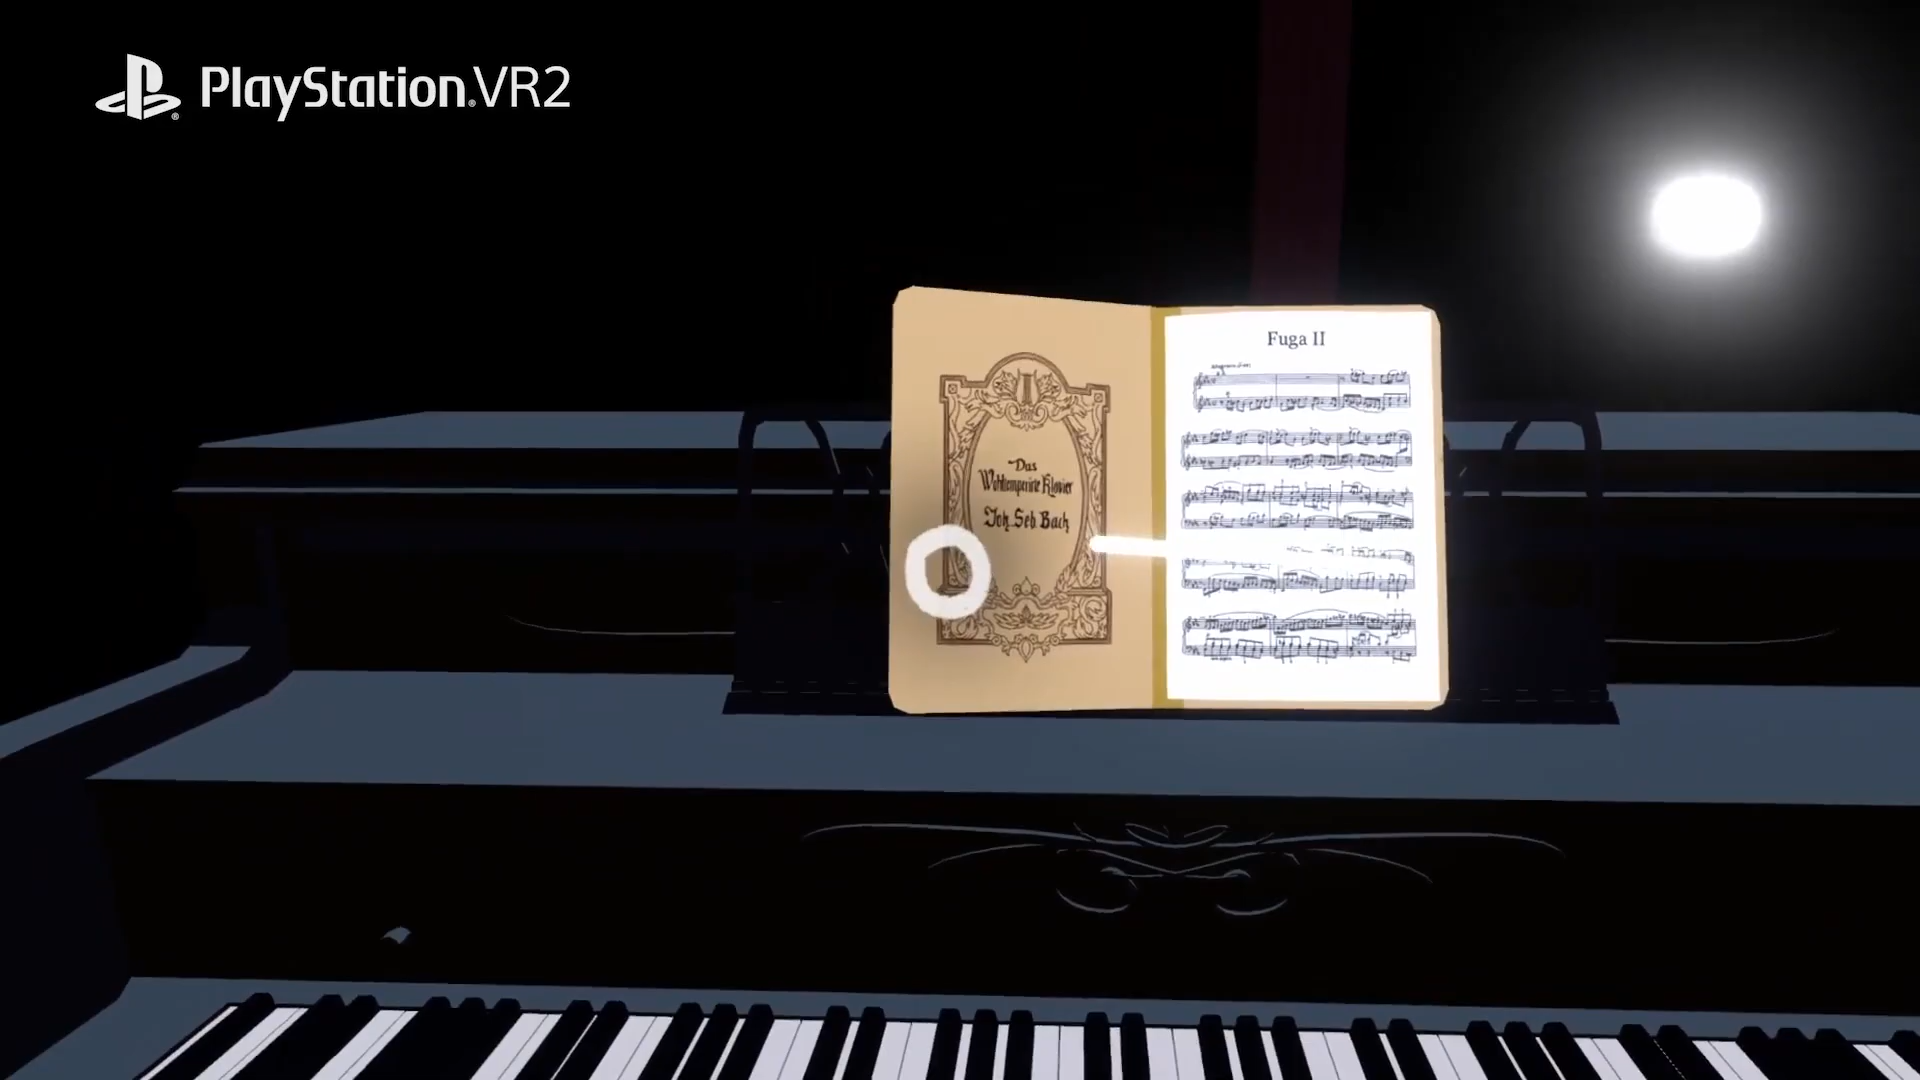 PlayStation®VR2
Fuga II
Das
Wohltemperirte Klavier
Joh. Seb. Bach